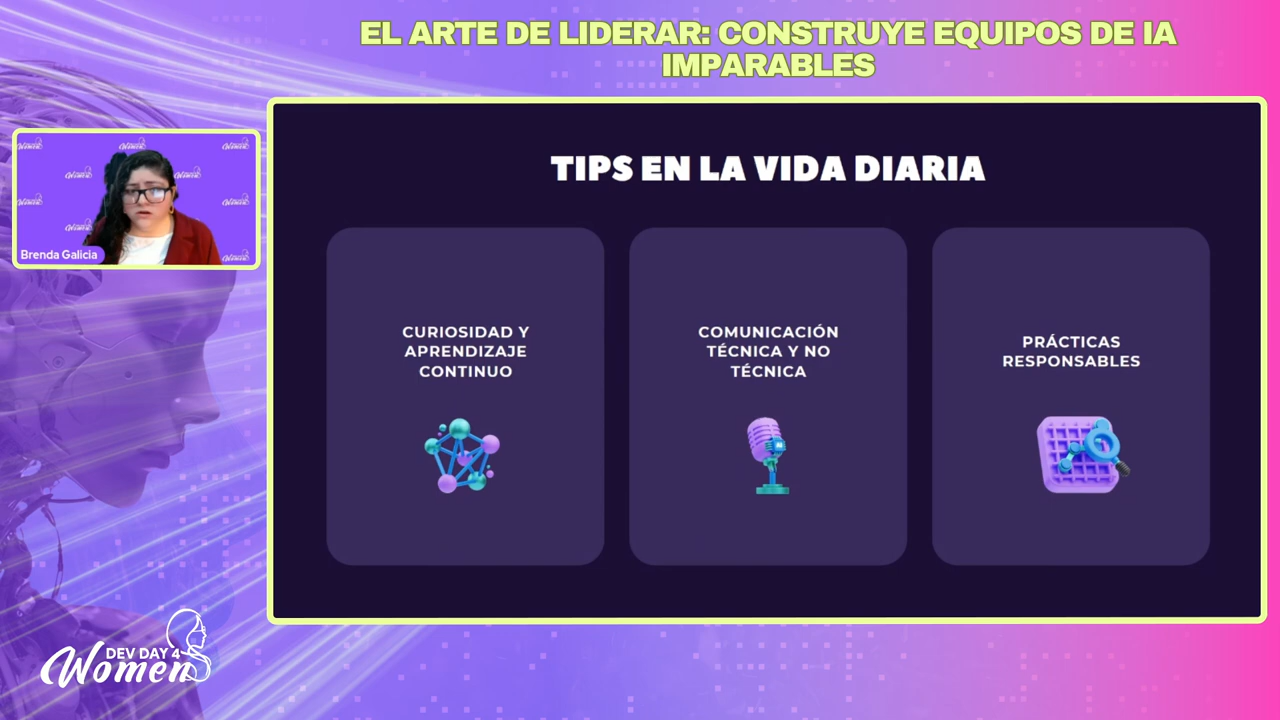 EL ARTE DE LIDERAR: CONSTRUYE EQUIPOS DE IA
IMPARABLES
Brenda Galicia
TIPS EN LA VIDA DIARIA
CURIOSIDAD Y
APRENDIZAJE
CONTINUO
COMUNICACIÓN
TÉCNICA Y NO
TÉCNICA
PRÁCTICAS
RESPONSABLES
DEV DAY 4
Women